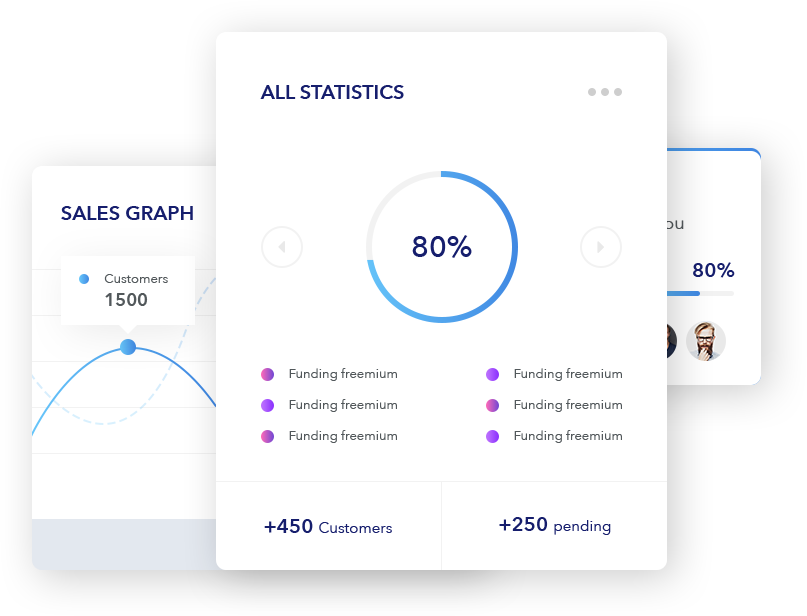 ALL STATISTICS
SALES GRAPH
Customers
1500
80%
80%
Funding freemium
Funding freemium
Funding freemium
Funding freemium
Funding freemium
Funding freemium
+450 Customers
+250 pending